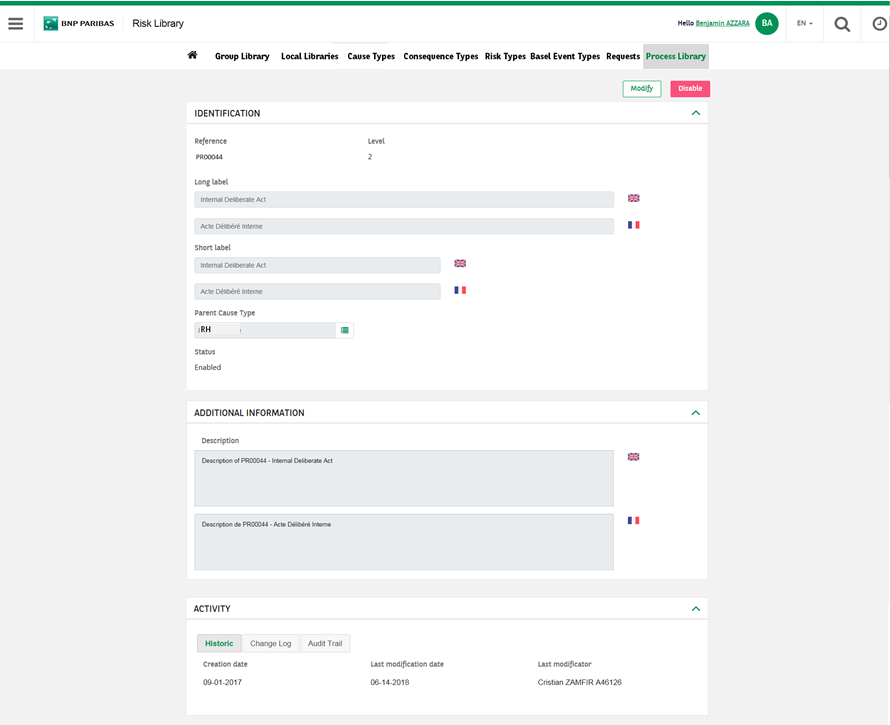 BNP PARIBAS Risk Library Hello Benjamin AZZARA BA EN
Group Library Local Libraries Cause Types Consequence Types Risk Types Basel Event Types Requests Process Library
Modify Disable
IDENTIFICATION
Reference Level
PR00044 2
Long label
Internal Deliberate Act
Acte Délibéré Interne
Short label
Internal Deliberate Act
Acte Délibéré Interne
Parent Cause Type
RH
Status
Enabled
ADDITIONAL INFORMATION
Description
Description of PR00044 - Internal Deliberate Act
Description de PR00044 - Acte Délibéré Interne
ACTIVITY
Historic Change Log Audit Trail
Creation date Last modification date Last modificator
09-01-2017 06-14-2018 Cristian ZAMFIR A46126